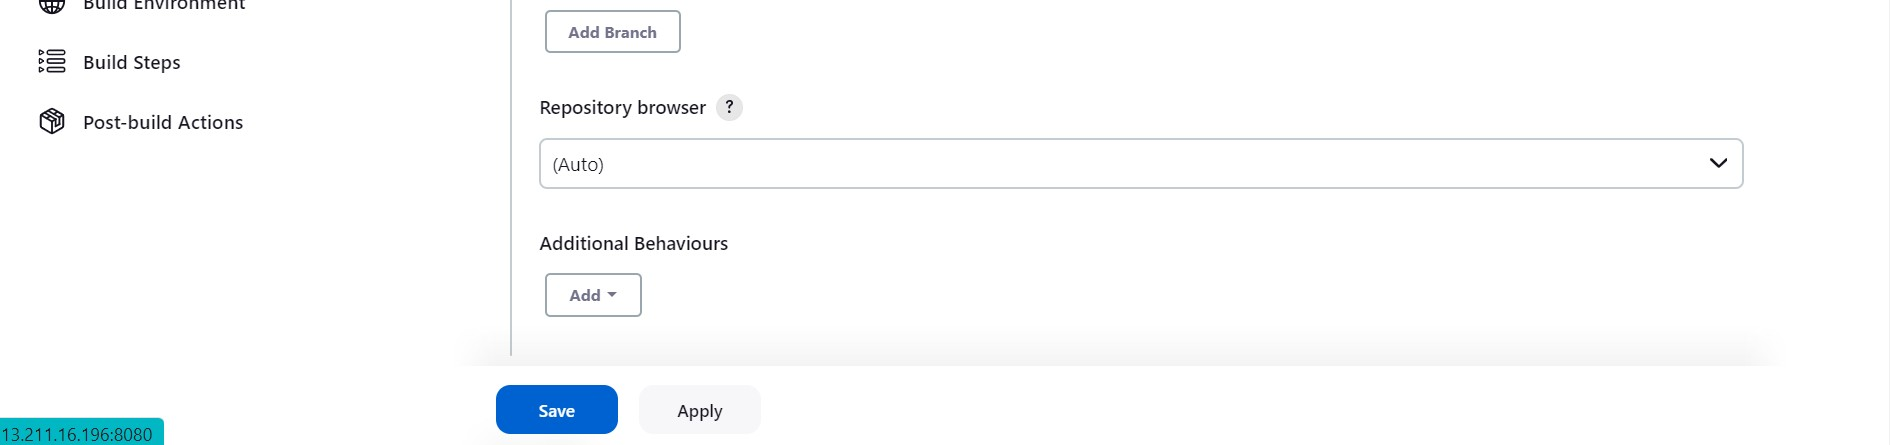 Build Environment
Build Steps
Post-build Actions
Add Branch
Repository browser ?
(Auto)
Additional Behaviours
Add
Save
Apply
13.211.16.196:8080